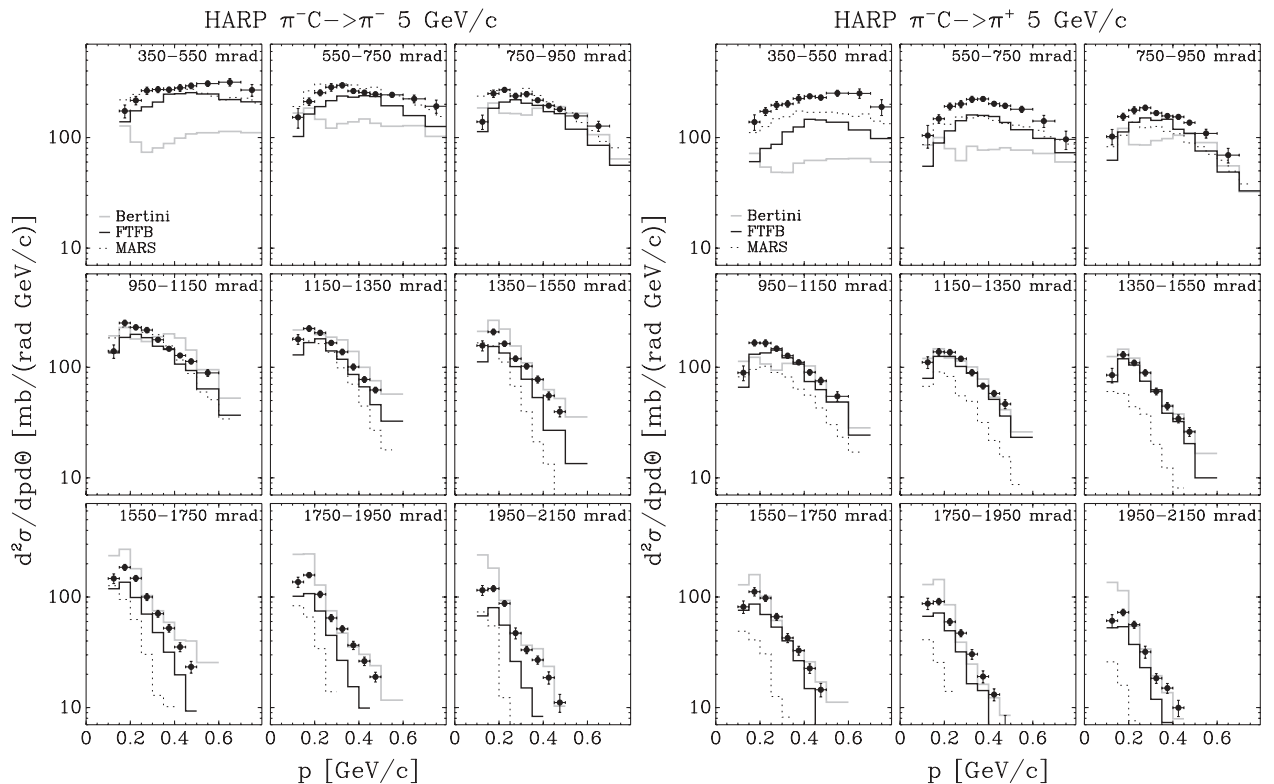 HARP π⁻C−>π⁻ 5 GeV/c
HARP π⁻C−>π⁺ 5 GeV/c
d²σ/dpdΘ [mb/(rad GeV/c)]
350−550 mrad
550−750 mrad
750−950 mrad
100
10
Bertini
FTFB
MARS
950−1150 mrad
1150−1350 mrad
1350−1550 mrad
100
10
1550−1750 mrad
1750−1950 mrad
1950−2150 mrad
100
10
0 0.2 0.4 0.6 0 0.2 0.4 0.6 0 0.2 0.4 0.6
p [GeV/c]
d²σ/dpdΘ [mb/(rad GeV/c)]
350−550 mrad
550−750 mrad
750−950 mrad
100
10
Bertini
FTFB
MARS
950−1150 mrad
1150−1350 mrad
1350−1550 mrad
100
10
1550−1750 mrad
1750−1950 mrad
1950−2150 mrad
100
10
0 0.2 0.4 0.6 0 0.2 0.4 0.6 0 0.2 0.4 0.6
p [GeV/c]